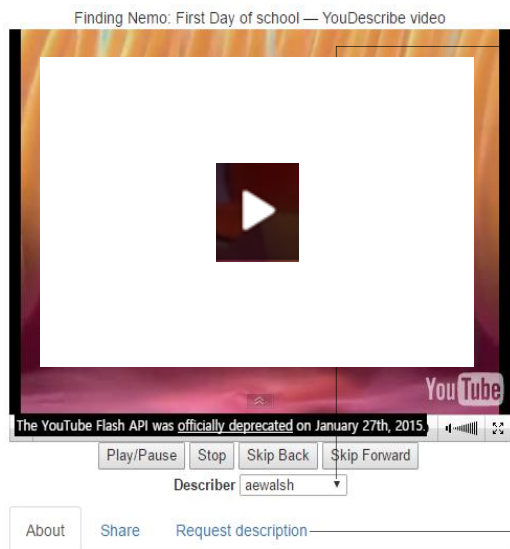 Finding Nemo: First Day of school — YouDescribe video
YouTube
The YouTube Flash API was officially deprecated on January 27th, 2015.
Play/Pause Stop Skip Back Skip Forward
Describer aewalsh
About Share Request description